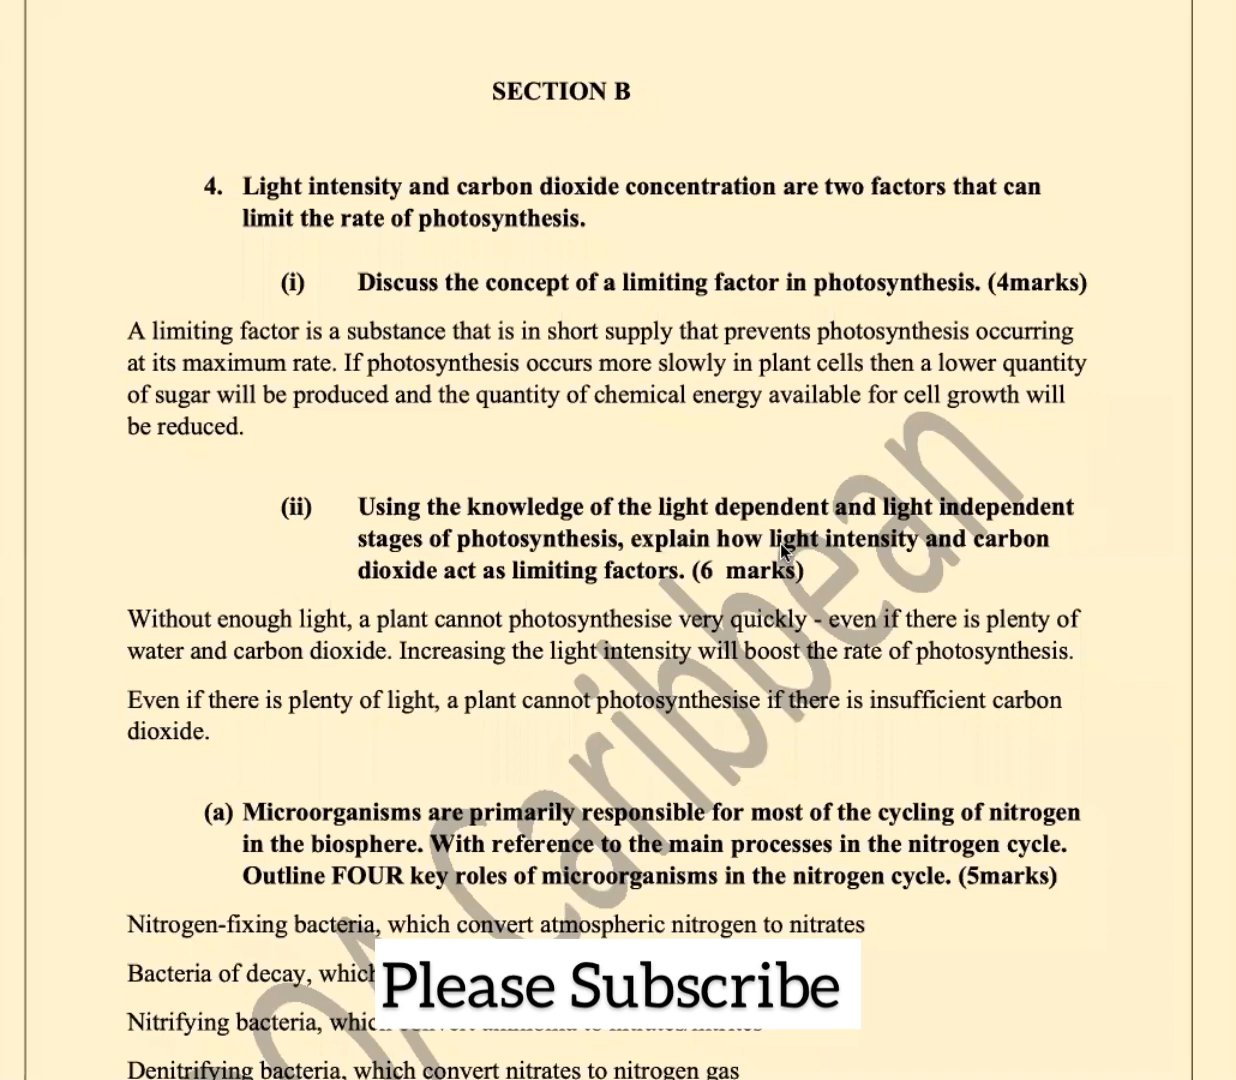 SECTION B
4. Light intensity and carbon dioxide concentration are two factors that can
limit the rate of photosynthesis.
(i) Discuss the concept of a limiting factor in photosynthesis. (4marks)
A limiting factor is a substance that is in short supply that prevents photosynthesis occurring
at its maximum rate. If photosynthesis occurs more slowly in plant cells then a lower quantity
of sugar will be produced and the quantity of chemical energy available for cell growth will
be reduced.
(ii) Using the knowledge of the light dependent and light independent
stages of photosynthesis, explain how light intensity and carbon
dioxide act as limiting factors. (6 marks)
Without enough light, a plant cannot photosynthesise very quickly - even if there is plenty of
water and carbon dioxide. Increasing the light intensity will boost the rate of photosynthesis.
Even if there is plenty of light, a plant cannot photosynthesise if there is insufficient carbon
dioxide.
(a) Microorganisms are primarily responsible for most of the cycling of nitrogen
in the biosphere. With reference to the main processes in the nitrogen cycle.
Outline FOUR key roles of microorganisms in the nitrogen cycle. (5marks)
Nitrogen-fixing bacteria, which convert atmospheric nitrogen to nitrates
Bacteria of decay, which
Please Subscribe
Nitrifying bacteria,
Denitrifying bacteria, which convert nitrates to nitrogen gas
Caribbean